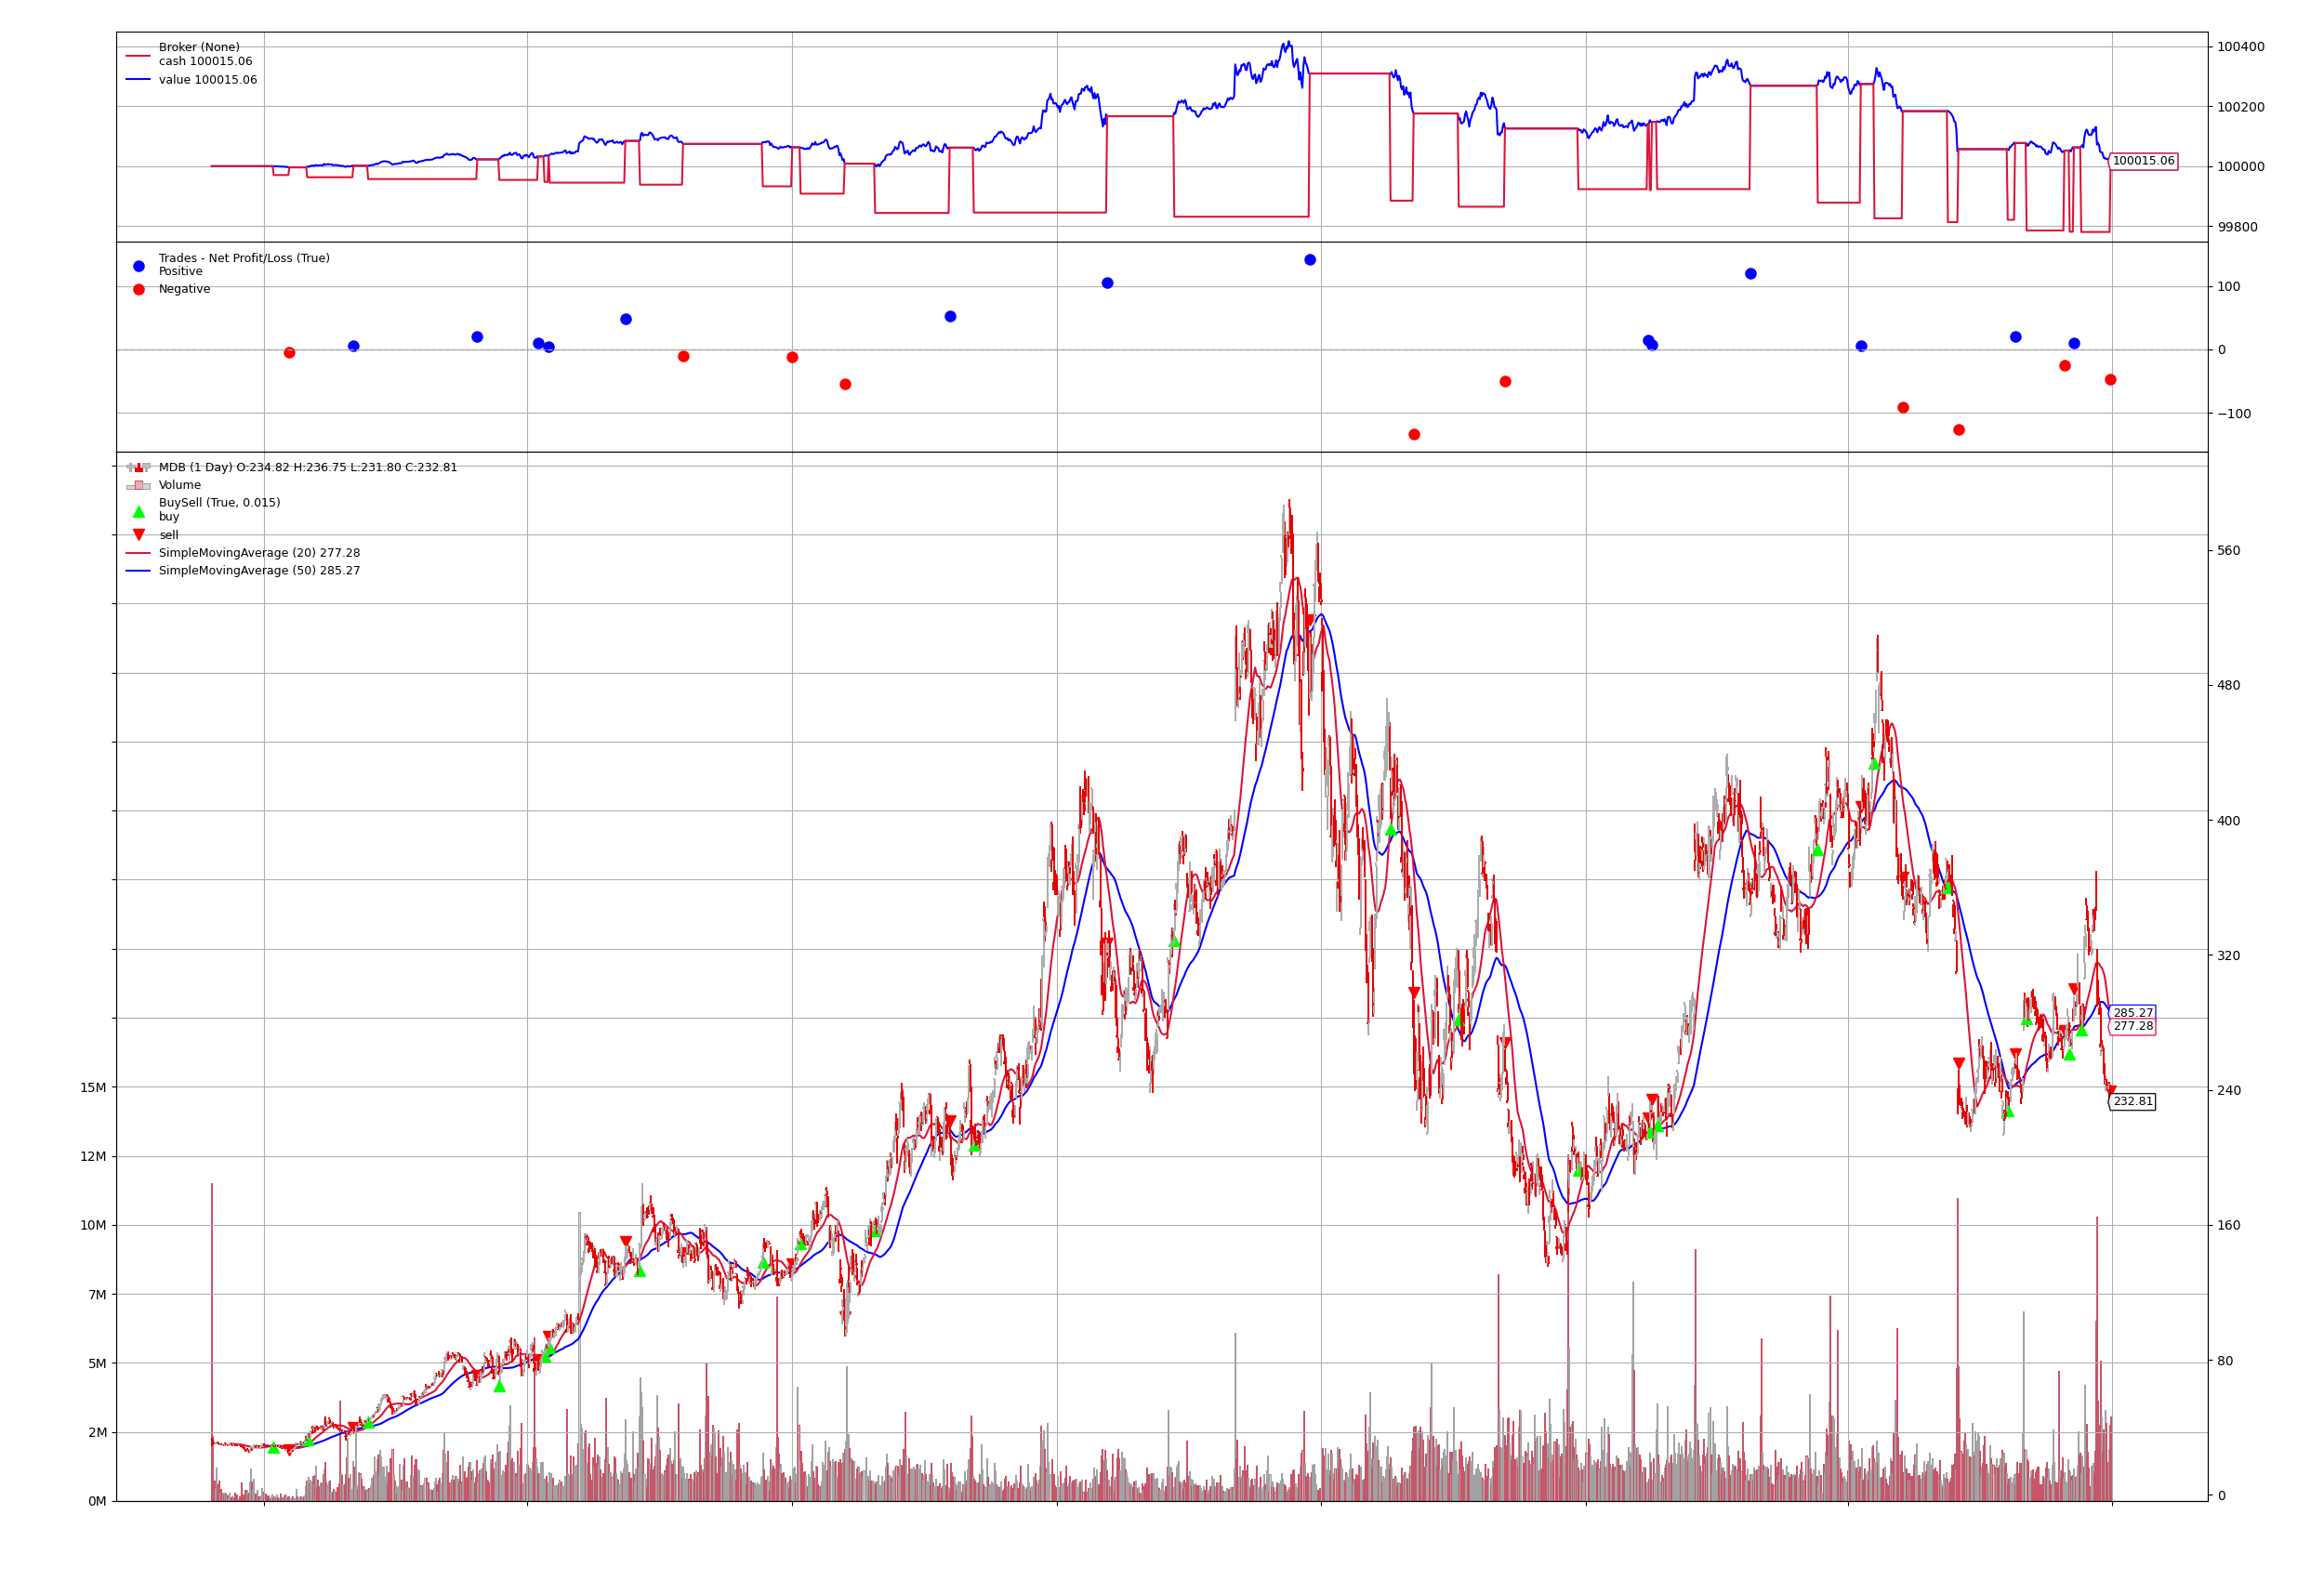 Broker (None)
cash 100015.06
value 100015.06
100400
100200
100000
99800
100015.06
Trades - Net Profit/Loss (True)
Positive
Negative
100
0
−100
MDB (1 Day) O:234.82 H:236.75 L:231.80 C:232.81
Volume
BuySell (True, 0.015)
buy
sell
SimpleMovingAverage (20) 277.28
SimpleMovingAverage (50) 285.27
560
480
400
320
240
160
80
0
285.27
277.28
232.81
15M
12M
10M
7M
5M
2M
0M